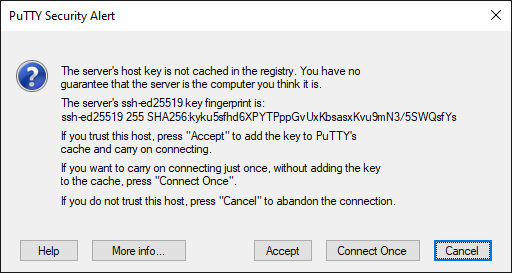 PuTTY Security Alert
The server's host key is not cached in the registry. You have no
guarantee that the server is the computer you think it is.
The server's ssh-ed25519 key fingerprint is:
ssh-ed25519 255 SHA256:kyku5sfhd6XPYTPppGvUxKbsasxKvu9mN3/5SWQsfYs
If you trust this host, press "Accept" to add the key to PuTTY's
cache and carry on connecting.
If you want to carry on connecting just once, without adding the key
to the cache, press "Connect Once".
If you do not trust this host, press "Cancel" to abandon the connection.
Help
More info...
Accept
Connect Once
Cancel